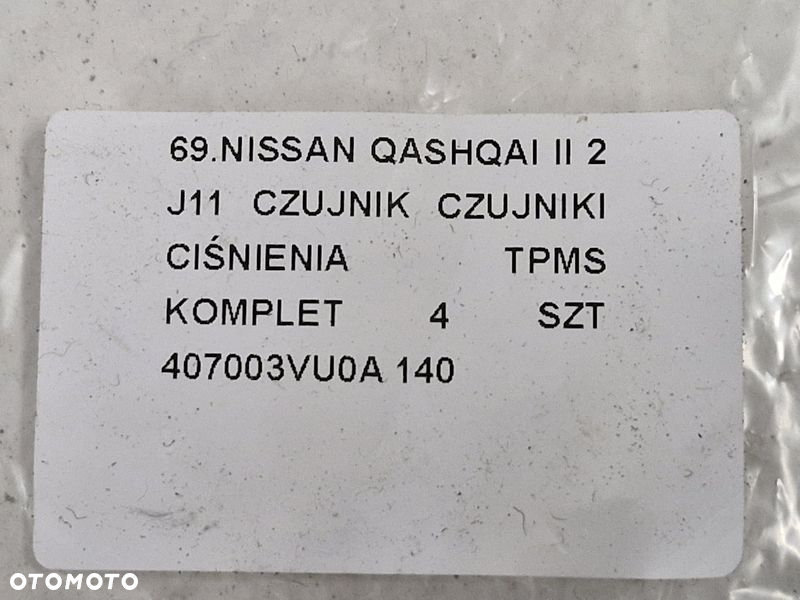 69.NISSAN QASHQAI II 2
J11 CZUJNIK CZUJNIKI
CIŚNIENIA TPMS
KOMPLET 4 SZT
407003VU0A 140
OTOMOTO